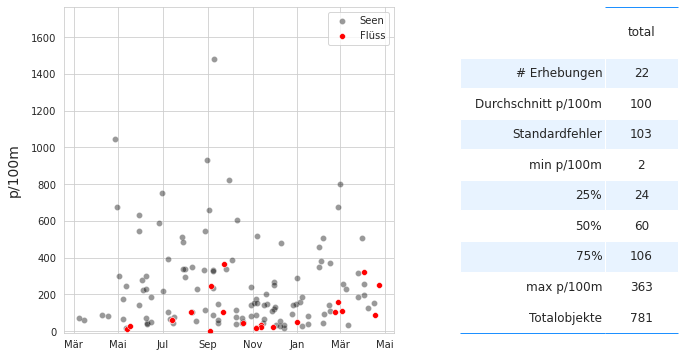 Seen
Flüss
p/100m
1600
1400
1200
1000
800
600
400
200
0
Mär Mai Jul Sep Nov Jan Mär Mai
total
# Erhebungen 22
Durchschnitt p/100m 100
Standardfehler 103
min p/100m 2
25% 24
50% 60
75% 106
max p/100m 363
Totalobjekte 781